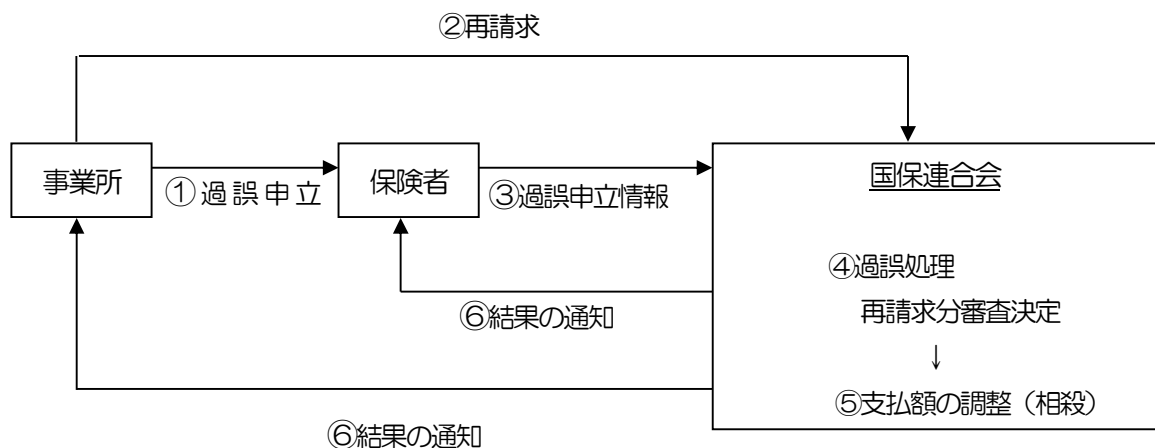 ②再請求
事業所
①過誤申立
保険者
③過誤申立情報
国保連合会
④過誤処理
再請求分審査決定
↓
⑤支払額の調整（相殺）
⑥結果の通知
⑥結果の通知